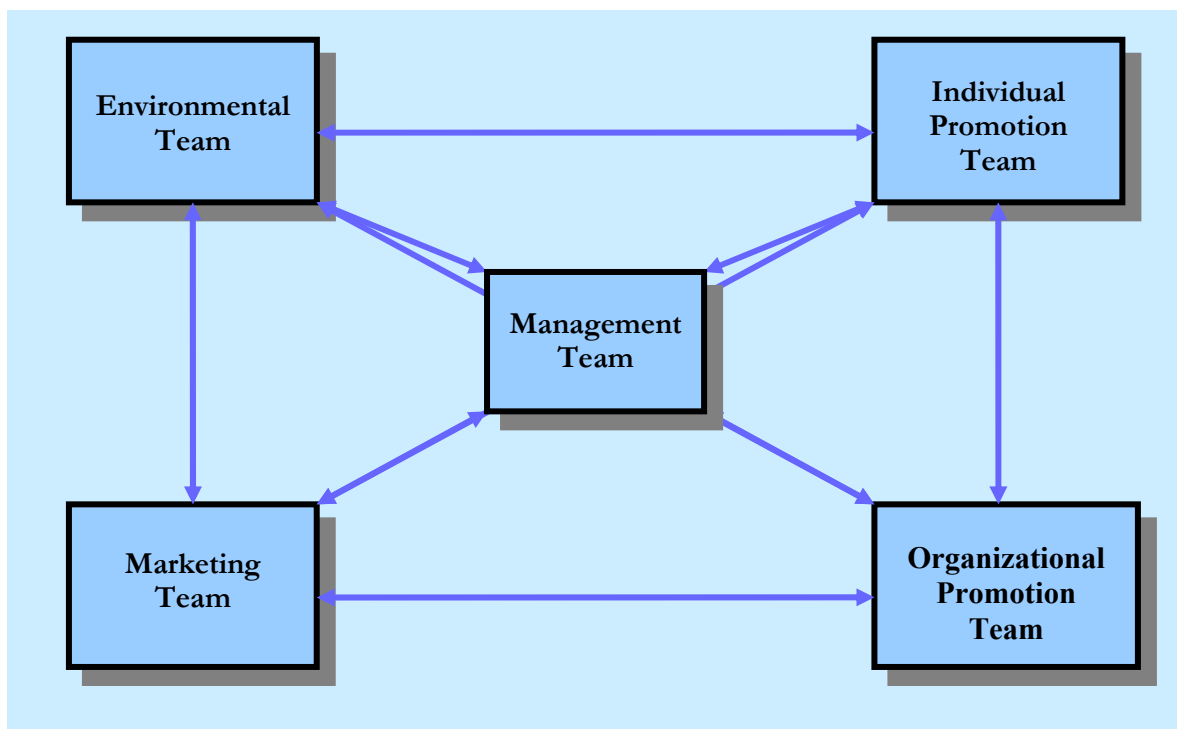 Environmental
Team
Individual
Promotion
Team
Management
Team
Marketing
Team
Organizational
Promotion
Team